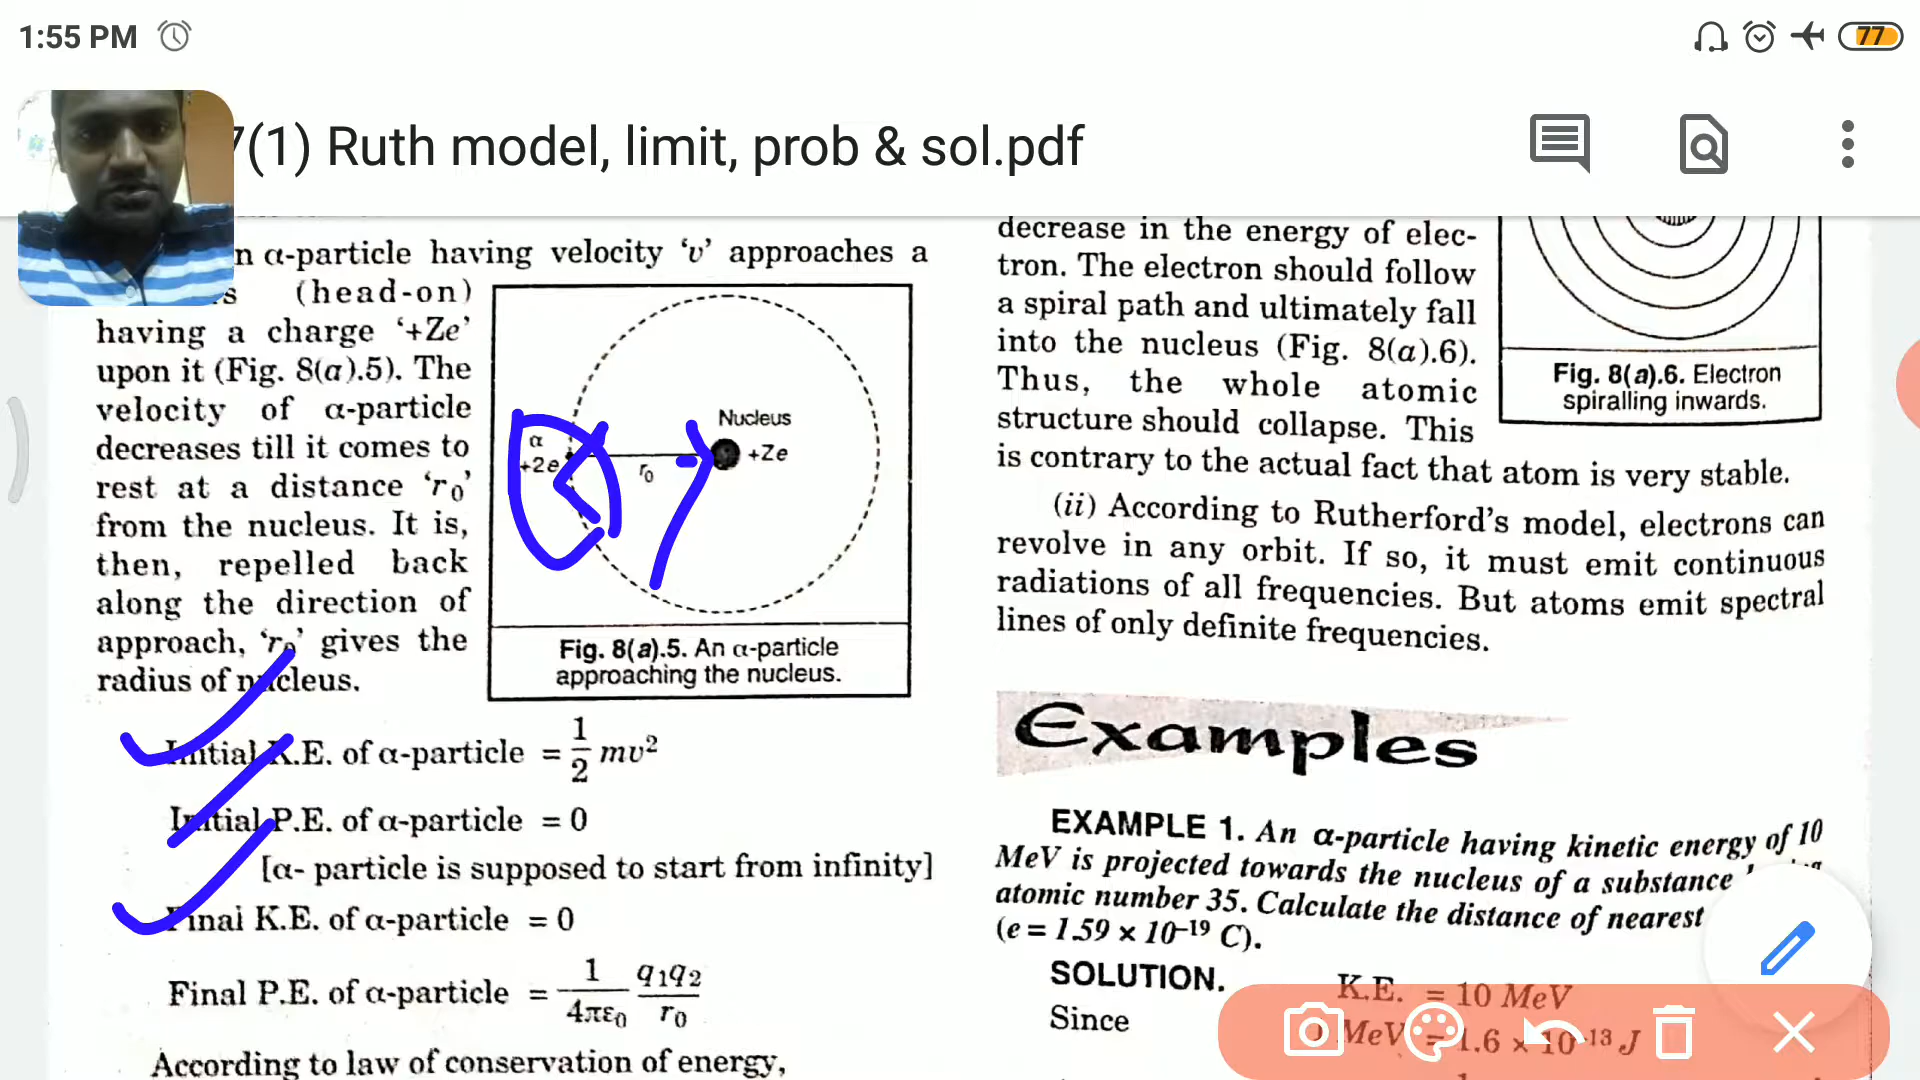 1:55 PM
77
7(1) Ruth model, limit, prob & sol.pdf
n α-particle having velocity ‘v’ approaches a
s (head-on)
having a charge ‘+Ze’
upon it (Fig. 8(a).5). The
velocity of α-particle
decreases till it comes to
rest at a distance ‘r₀’
from the nucleus. It is,
then, repelled back
along the direction of
approach, ‘r₀’ gives the
radius of nucleus.
Nucleus
α
+2e
r₀
+Ze
Fig. 8(a).5. An α-particle
approaching the nucleus.
Initial K.E. of α-particle = 1/2 mv²
Initial P.E. of α-particle = 0
[α- particle is supposed to start from infinity]
Final K.E. of α-particle = 0
Final P.E. of α-particle = 1/4πε₀ q₁q₂/r₀
According to law of conservation of energy,
decrease in the energy of elec-
tron. The electron should follow
a spiral path and ultimately fall
into the nucleus (Fig. 8(a).6).
Thus, the whole atomic
structure should collapse. This
is contrary to the actual fact that atom is very stable.
Fig. 8(a).6. Electron
spiralling inwards.
(ii) According to Rutherford’s model, electrons can
revolve in any orbit. If so, it must emit continuous
radiations of all frequencies. But atoms emit spectral
lines of only definite frequencies.
Examples
EXAMPLE 1. An α-particle having kinetic energy of 10
MeV is projected towards the nucleus of a substance
atomic number 35. Calculate the distance of nearest
(e = 1.59 × 10⁻¹⁹ C).
SOLUTION. K.E. = 10 MeV
Since MeV = 1.6 × 10⁻¹³ J